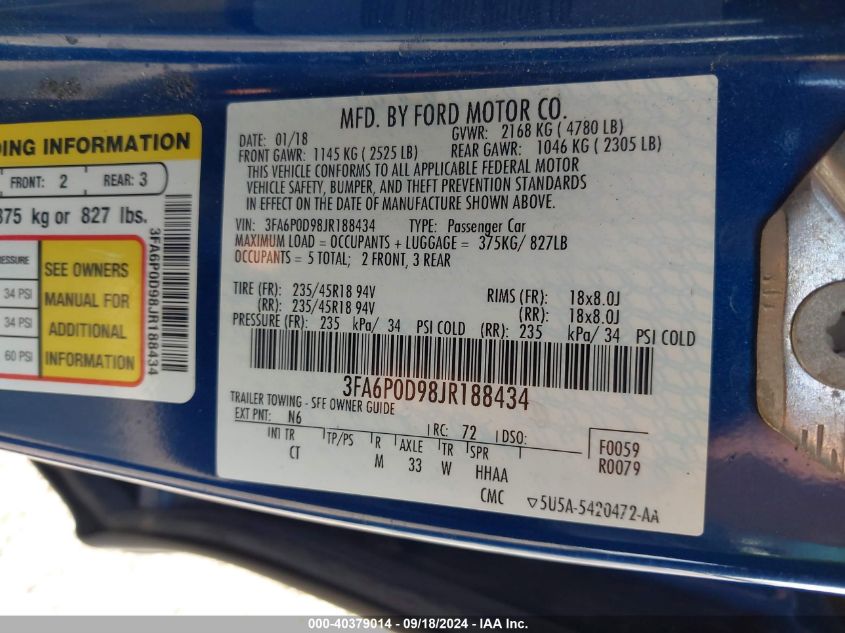 DING INFORMATION
FRONT: 2 REAR: 3
375 kg or 827 lbs.
PRESSURE
34 PSI
34 PSI
60 PSI
SEE OWNERS
MANUAL FOR
ADDITIONAL
INFORMATION
3FA6P0D98JR188434
MFD. BY FORD MOTOR CO.
DATE: 01/18 GVWR: 2168 KG ( 4780 LB)
FRONT GAWR: 1145 KG ( 2525 LB) REAR GAWR: 1046 KG ( 2305 LB)
THIS VEHICLE CONFORMS TO ALL APPLICABLE FEDERAL MOTOR
VEHICLE SAFETY, BUMPER, AND THEFT PREVENTION STANDARDS
IN EFFECT ON THE DATE OF MANUFACTURE SHOWN ABOVE.
VIN: 3FA6P0D98JR188434 TYPE: Passenger Car
MAXIMUM LOAD = OCCUPANTS + LUGGAGE = 375KG/ 827LB
OCCUPANTS = 5 TOTAL; 2 FRONT, 3 REAR
TIRE (FR): 235/45R18 94V RIMS (FR): 18x8.0J
(RR): 235/45R18 94V (RR): 18x8.0J
PRESSURE (FR): 235 kPa/ 34 PSI COLD (RR): 235 kPa/ 34 PSI COLD
3FA6P0D98JR188434
TRAILER TOWING - SEE OWNER GUIDE
EXT PNT: N6 RC: 72 DSO:
INT TR TP/PS R AXLE TR SPR F0059
CT M 33 W HHAA R0079
CMC ▽5U5A-5420472-AA
000-40379014 - 09/18/2024 - IAAI.COM.